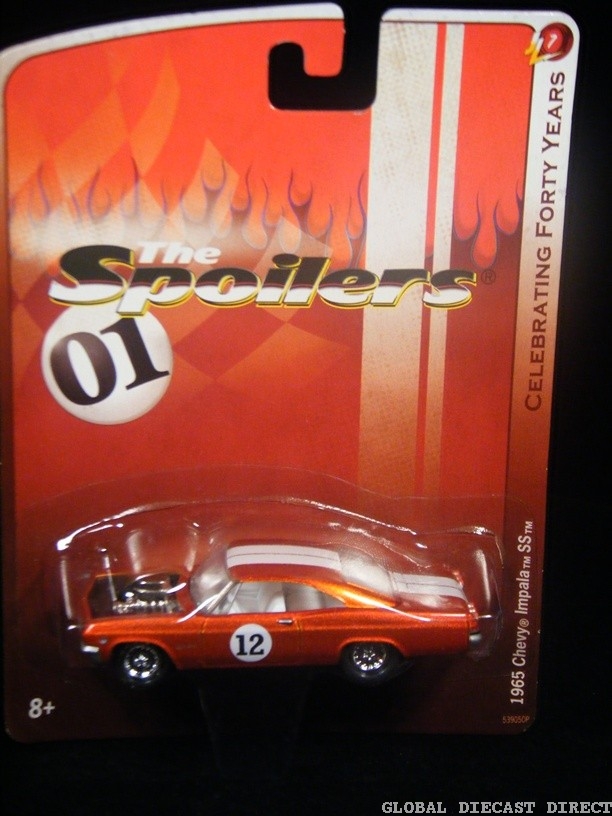 The
Spoilers®
01
CELEBRATING FORTY YEARS
12
1965 Chevy® Impala™ SS™
8+
GLOBAL DIECAST DIRECT